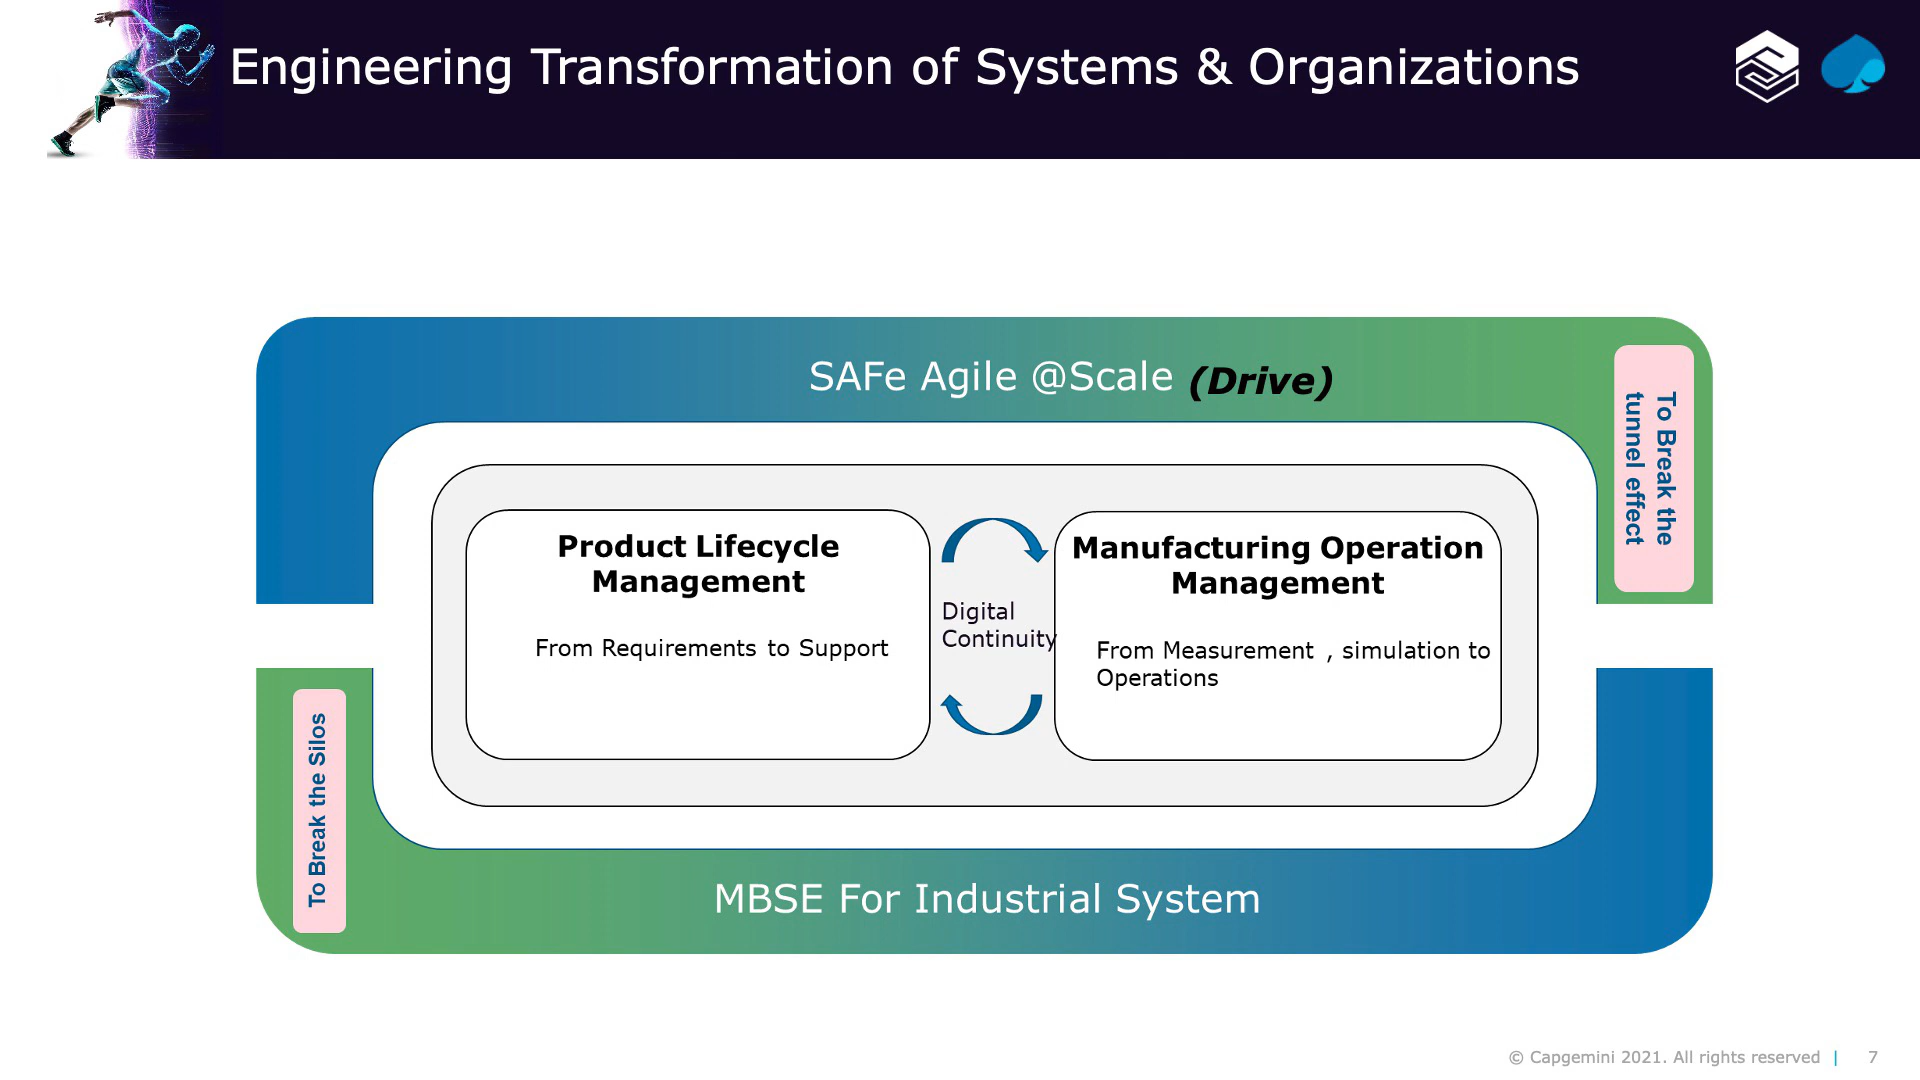 Engineering Transformation of Systems & Organizations
SAFe Agile @Scale (Drive)
To Break the
tunnel effect
Product Lifecycle
Management
From Requirements to Support
Digital
Continuity
Manufacturing Operation
Management
From Measurement , simulation to
Operations
To Break the Silos
MBSE For Industrial System
© Capgemini 2021. All rights reserved | 7